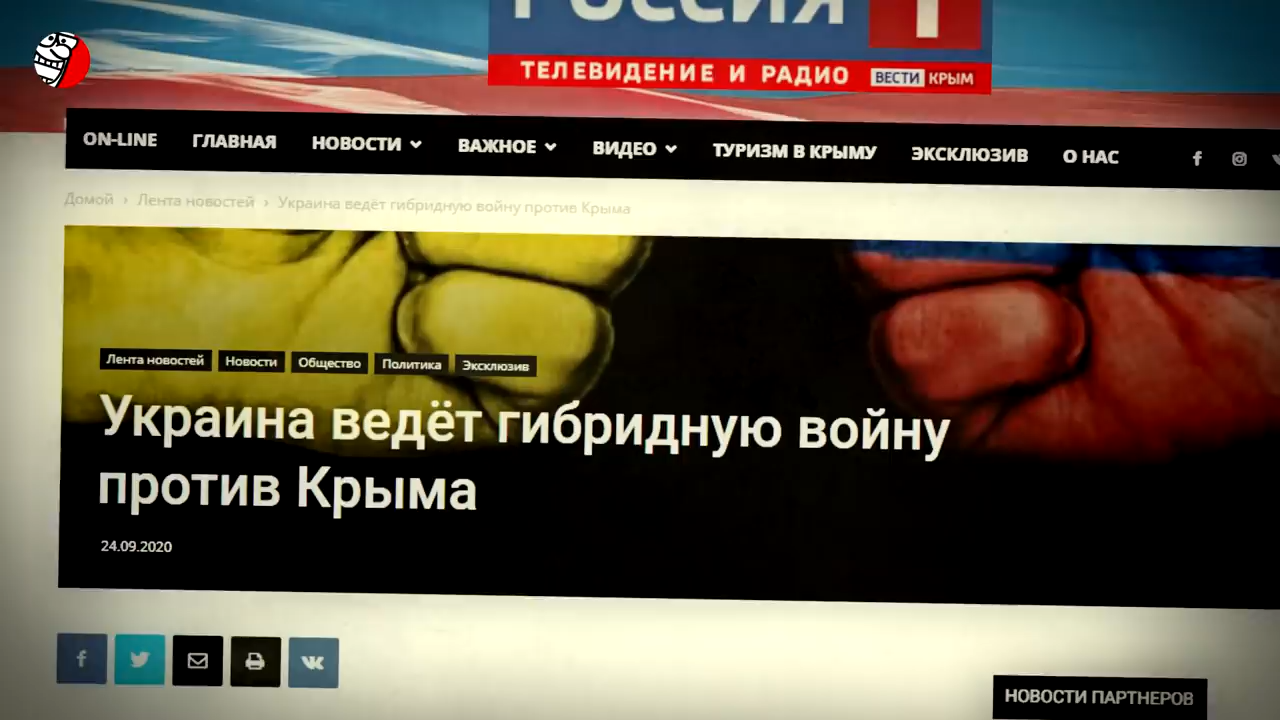 РОССИЯ 1
ТЕЛЕВИДЕНИЕ И РАДИО ВЕСТИ КРЫМ
ON-LINE ГЛАВНАЯ НОВОСТИ ВАЖНОЕ ВИДЕО ТУРИЗМ В КРЫМУ ЭКСКЛЮЗИВ О НАС
Домой › Лента новостей › Украина ведёт гибридную войну против Крыма
Лента новостей Новости Общество Политика Эксклюзив
Украина ведёт гибридную войну
против Крыма
24.09.2020
НОВОСТИ ПАРТНЕРОВ